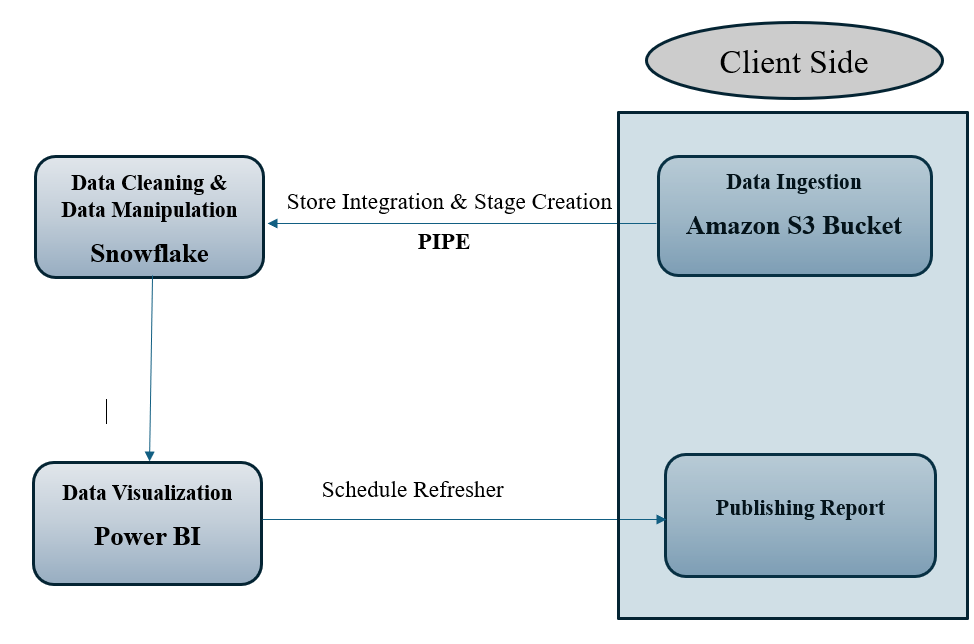 Client Side
Data Cleaning &
Data Manipulation
Snowflake
Store Integration & Stage Creation
PIPE
Data Ingestion
Amazon S3 Bucket
Data Visualization
Power BI
Schedule Refresher
Publishing Report